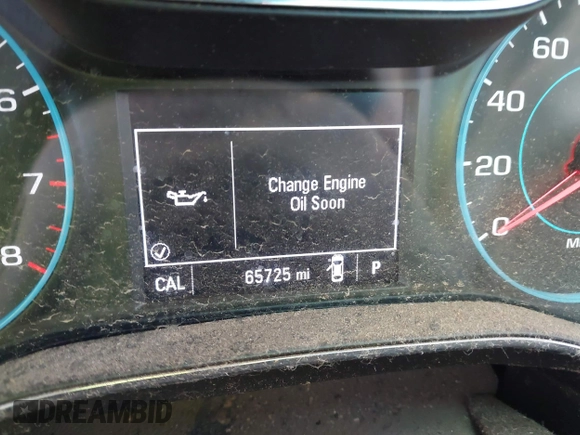 60
6
40
7
Change Engine
Oil Soon
20
0
8
CAL
65725 mi
P
DREAMBID